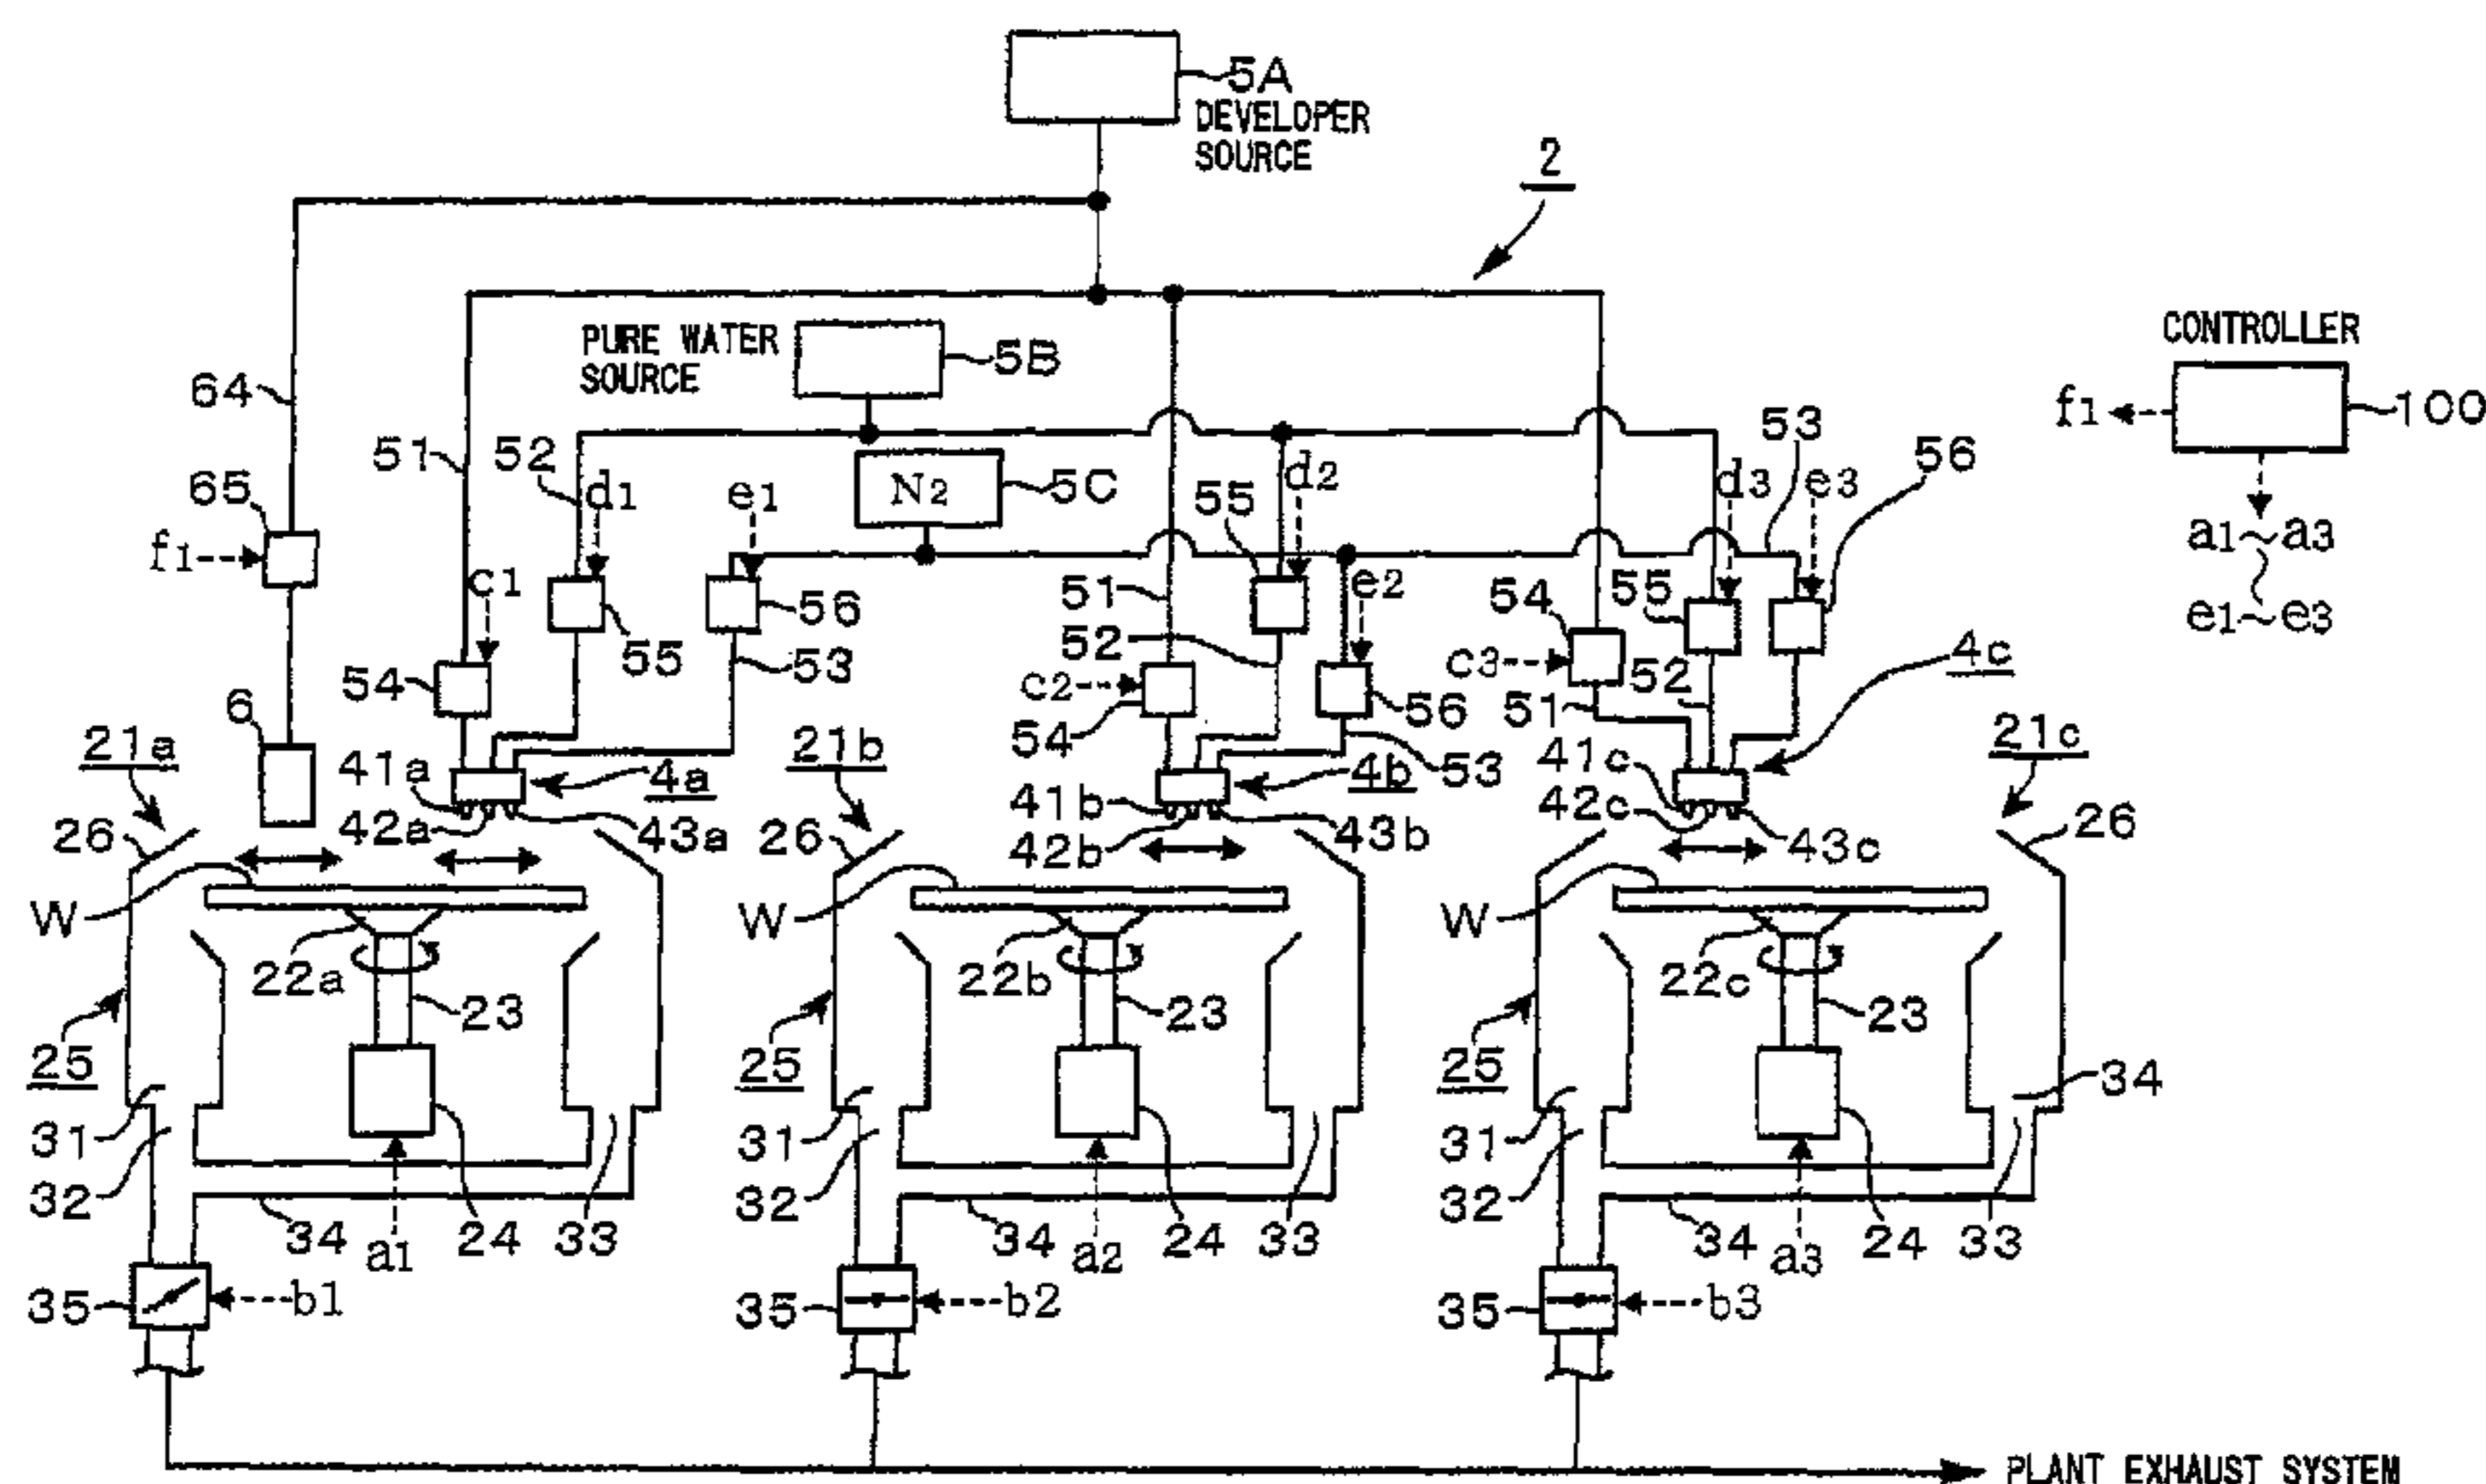 5A
DEVELOPER
SOURCE
2
PURE WATER
SOURCE
5B
CONTROLLER
f1
100
64
51
52
N2
5C
53
56
65
d1
e1
55
d2
d3
e3
a1~a3
~
e1~e3
f1
c1
55
56
51
e2
54
55
54
53
52
c2
c3
52
4c
6
54
56
51
21a
41a
4a
21b
4b
53
41c
21c
42a
43a
41b
42b
43b
42c
43c
26
26
26
W
W
W
22a
23
22b
23
22c
23
25
25
25
34
31
31
31
32
32
32
34
a1
24
33
34
a2
24
33
34
a3
24
33
35
b1
35
b2
35
b3
PLANT EXHAUST SYSTEM